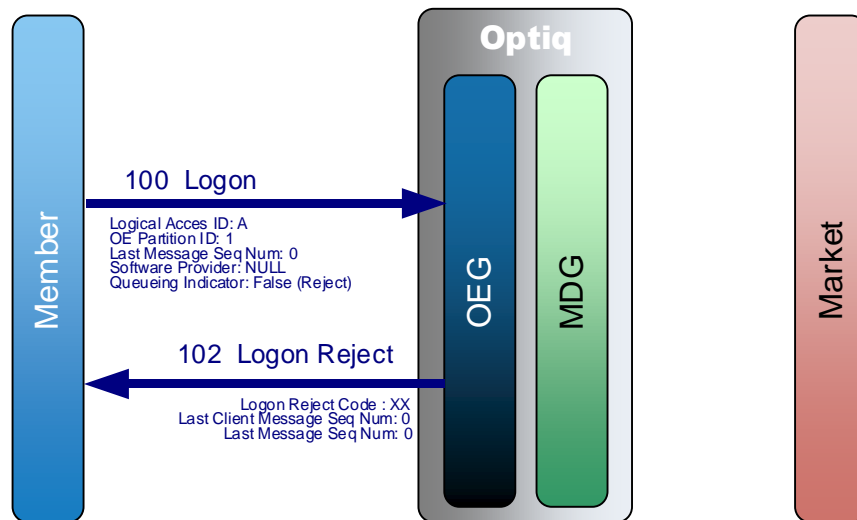 Optiq
100 Logon
Logical Acces ID: A
OE Partition ID: 1
Last Message Seq Num: 0
Software Provider: NULL
Queueing Indicator: False (Reject)
Member
OEG
MDG
Market
102 Logon Reject
Logon Reject Code : XX
Last Client Message Seq Num: 0
Last Message Seq Num: 0